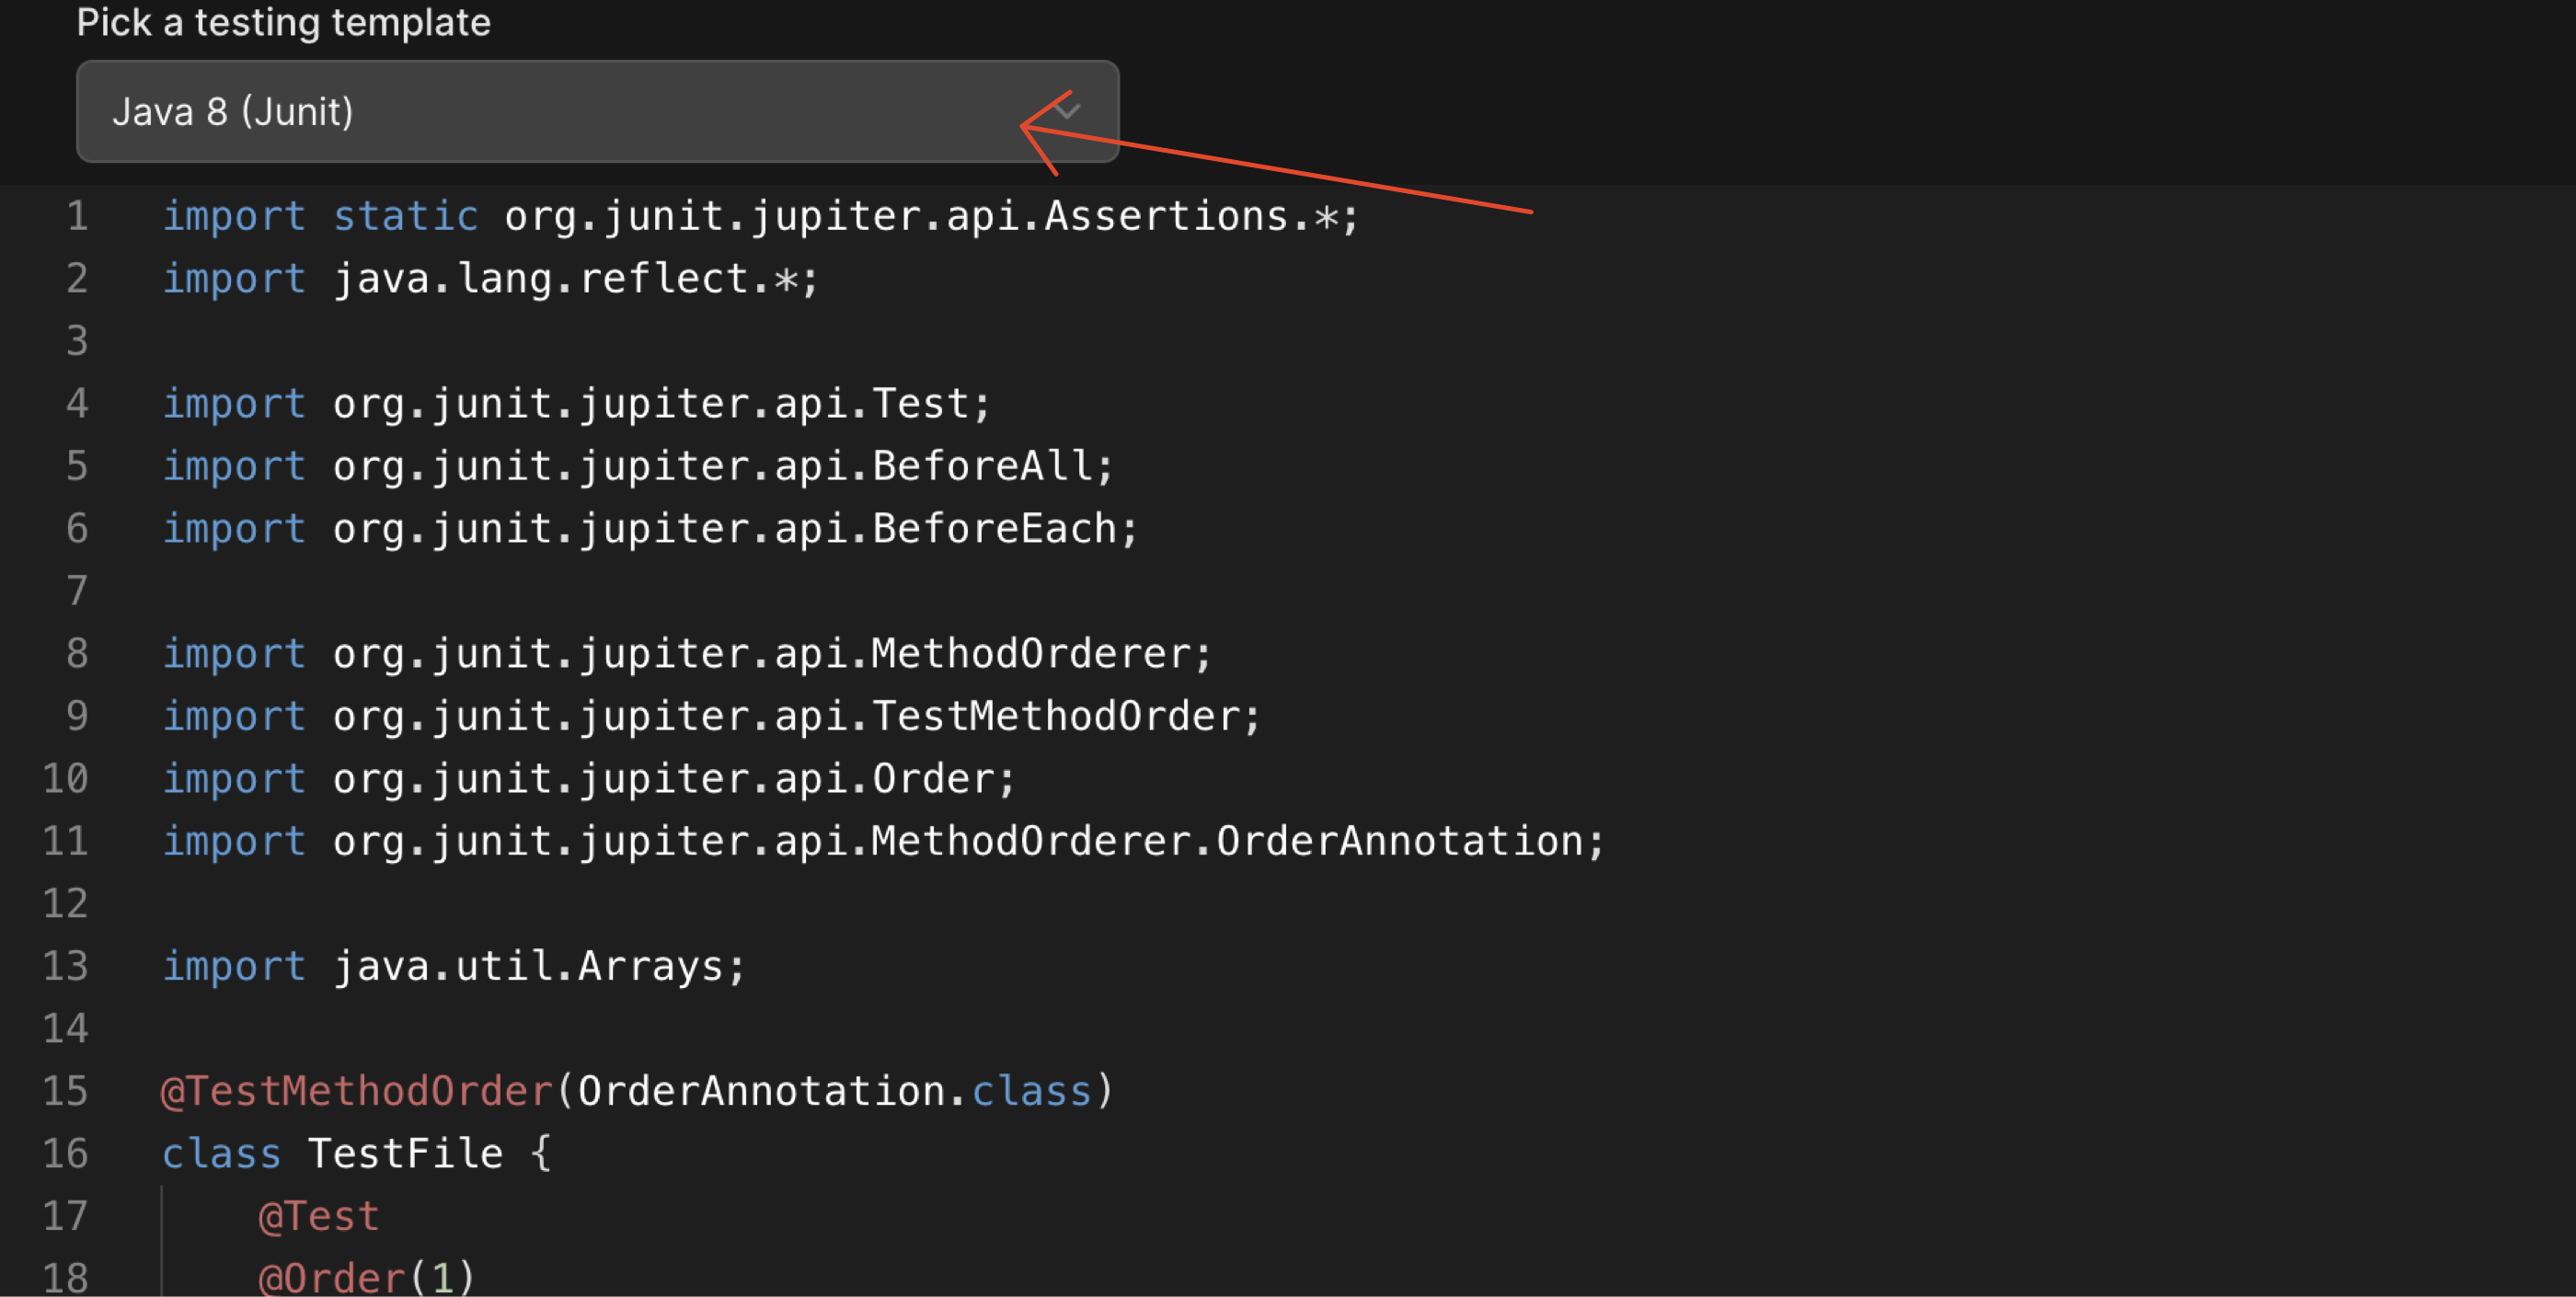 Pick a testing template
Java 8 (Junit)
1 import static org.junit.jupiter.api.Assertions.*;
2 import java.lang.reflect.*;
3
4 import org.junit.jupiter.api.Test;
5 import org.junit.jupiter.api.BeforeAll;
6 import org.junit.jupiter.api.BeforeEach;
7
8 import org.junit.jupiter.api.MethodOrderer;
9 import org.junit.jupiter.api.TestMethodOrder;
10 import org.junit.jupiter.api.Order;
11 import org.junit.jupiter.api.MethodOrderer.OrderAnnotation;
12
13 import java.util.Arrays;
14
15 @TestMethodOrder(OrderAnnotation.class)
16 class TestFile {
17 @Test
18 @Order(1)